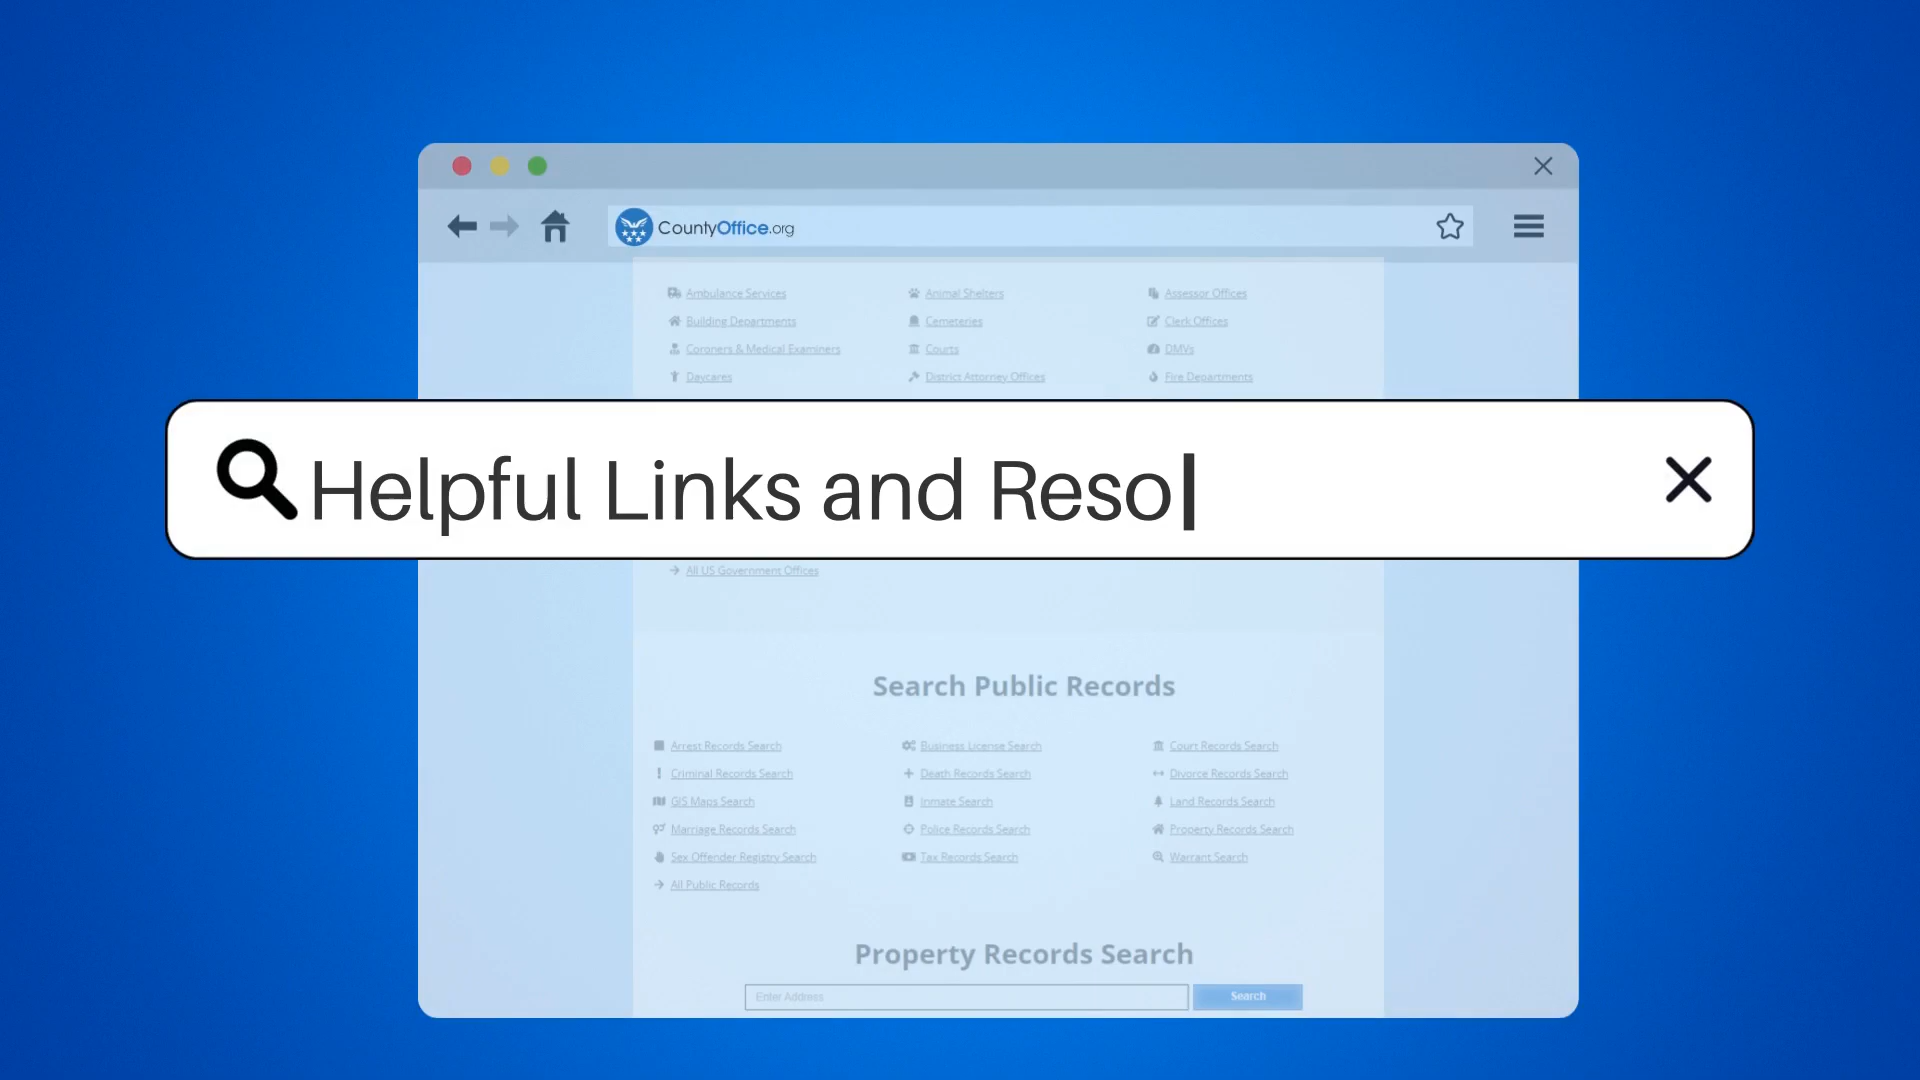 CountyOffice.org
Ambulance Services Animal Shelters Assessor Offices
Building Departments Cemeteries Clerk Offices
Coroners & Medical Examiners Courts DMVs
Daycares District Attorney Offices Fire Departments
Helpful Links and Reso
All US Government Offices
Search Public Records
Arrest Records Search Business License Search Court Records Search
Criminal Records Search Death Records Search Divorce Records Search
GIS Maps Search Inmate Search Land Records Search
Marriage Records Search Police Records Search Property Records Search
Sex Offender Registry Search Tax Records Search Warrant Search
All Public Records
Property Records Search
Enter Address Search